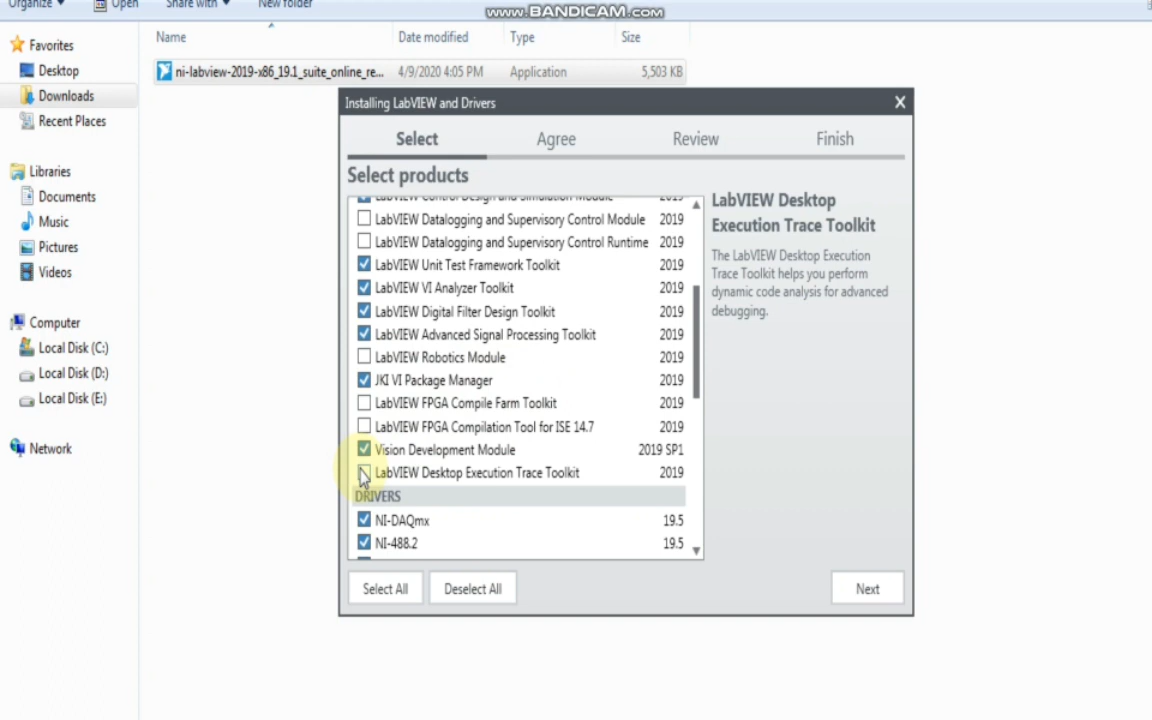 Organize
Open
Share with
New folder
www.BANDICAM.com
Favorites
Desktop
Downloads
Recent Places
Libraries
Documents
Music
Pictures
Videos
Computer
Local Disk (C:)
Local Disk (D:)
Local Disk (E:)
Network
Name Date modified Type Size
ni-labview-2019-x86_19.1_suite_online_re... 4/9/2020 4:05 PM Application 5,503 KB
Installing LabVIEW and Drivers
Select Agree Review Finish
Select products
LabVIEW Control Design and Simulation Module 2019
LabVIEW Datalogging and Supervisory Control Module 2019
LabVIEW Datalogging and Supervisory Control Runtime 2019
LabVIEW Unit Test Framework Toolkit 2019
LabVIEW VI Analyzer Toolkit 2019
LabVIEW Digital Filter Design Toolkit 2019
LabVIEW Advanced Signal Processing Toolkit 2019
LabVIEW Robotics Module 2019
JKI VI Package Manager 2019
LabVIEW FPGA Compile Farm Toolkit 2019
LabVIEW FPGA Compilation Tool for ISE 14.7 2019
Vision Development Module 2019 SP1
LabVIEW Desktop Execution Trace Toolkit 2019
DRIVERS
NI-DAQmx 19.5
NI-488.2 19.5
LabVIEW Desktop
Execution Trace Toolkit
The LabVIEW Desktop Execution
Trace Toolkit helps you perform
dynamic code analysis for advanced
debugging.
Select All
Deselect All
Next